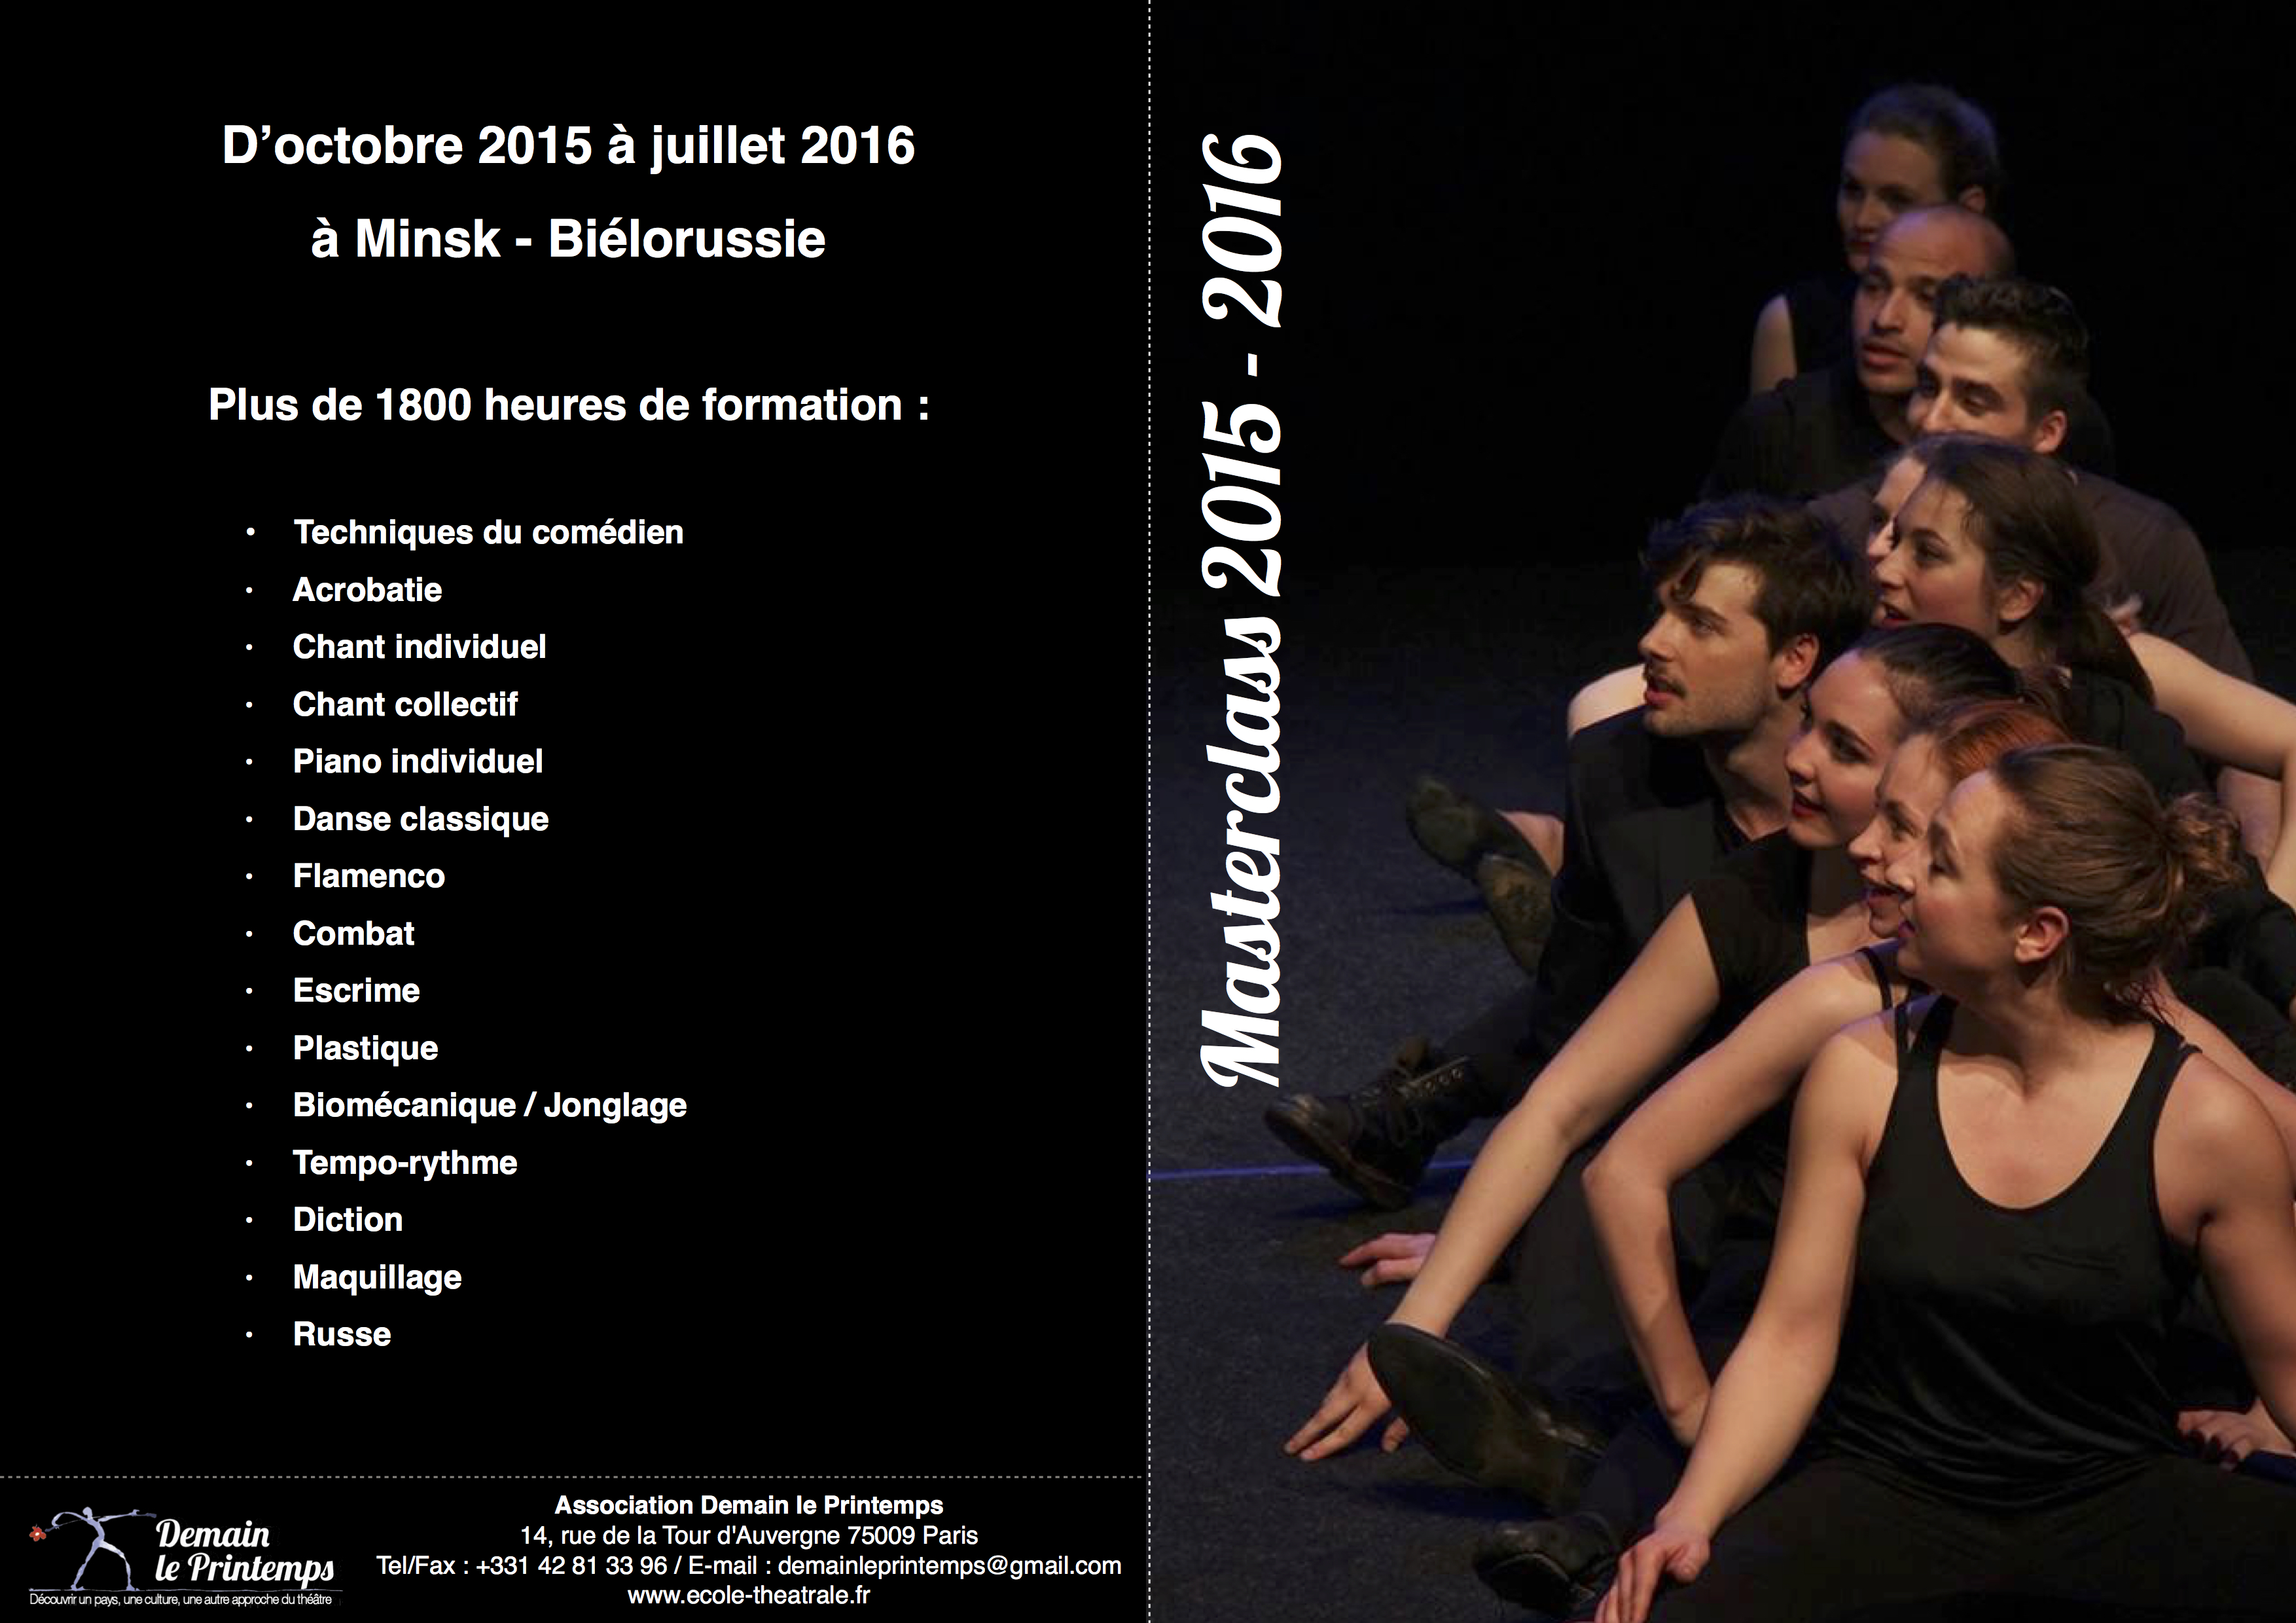 D’octobre 2015 à juillet 2016
à Minsk - Biélorussie
Plus de 1800 heures de formation :
• Techniques du comédien
• Acrobatie
• Chant individuel
• Chant collectif
• Piano individuel
• Danse classique
• Flamenco
• Combat
• Escrime
• Plastique
• Biomécanique / Jonglage
• Tempo-rythme
• Diction
• Maquillage
• Russe
Demain
le Printemps
Découvrir un pays, une culture, une autre approche du théâtre
Association Demain le Printemps
14, rue de la Tour d'Auvergne 75009 Paris
Tel/Fax : +331 42 81 33 96 / E-mail : demainleprintemps@gmail.com
www.ecole-theatrale.fr
Masterclass 2015 - 2016